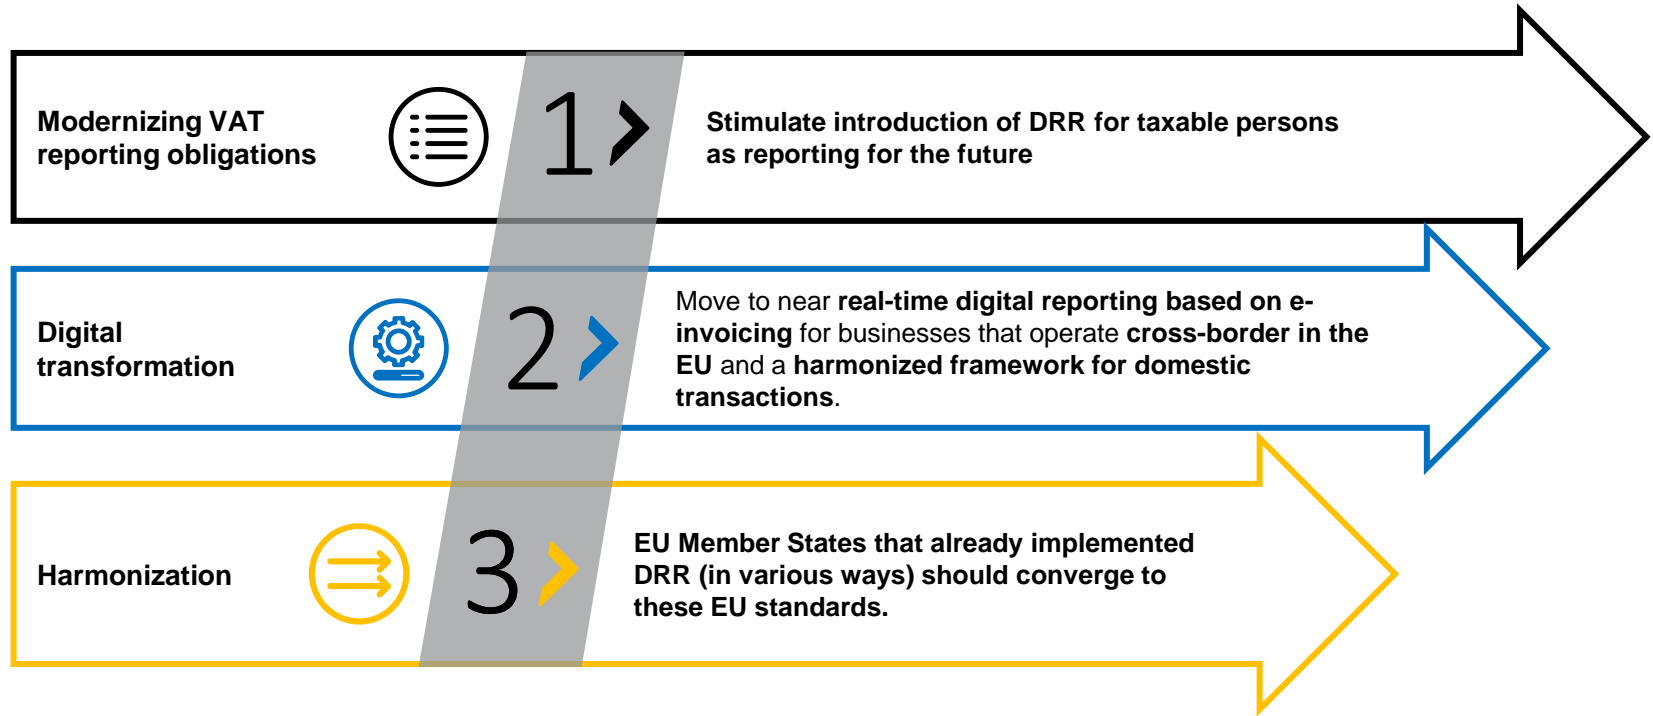 Modernizing VAT
reporting obligations
1
Stimulate introduction of DRR for taxable persons
as reporting for the future
Digital
transformation
2
Move to near real-time digital reporting based on e-
invoicing for businesses that operate cross-border in the
EU and a harmonized framework for domestic
transactions.
Harmonization
3
EU Member States that already implemented
DRR (in various ways) should converge to
these EU standards.